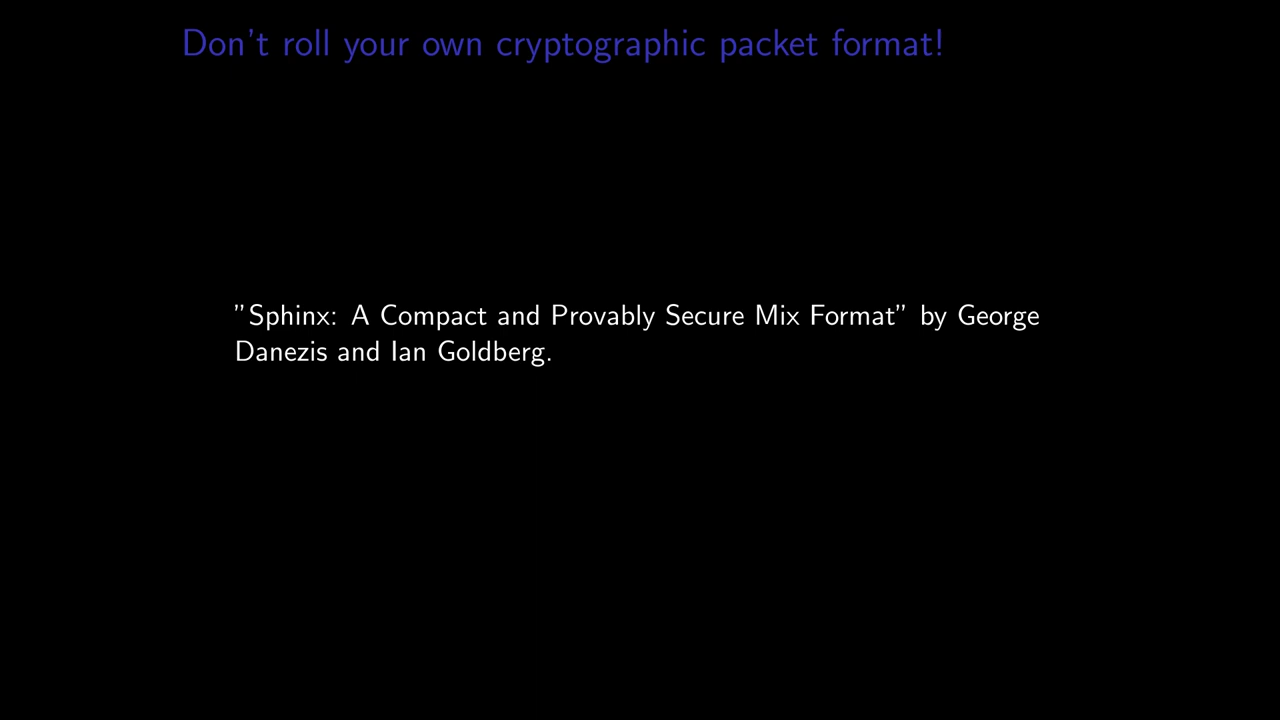 Don't roll your own cryptographic packet format!
”Sphinx: A Compact and Provably Secure Mix Format” by George
Danezis and Ian Goldberg.